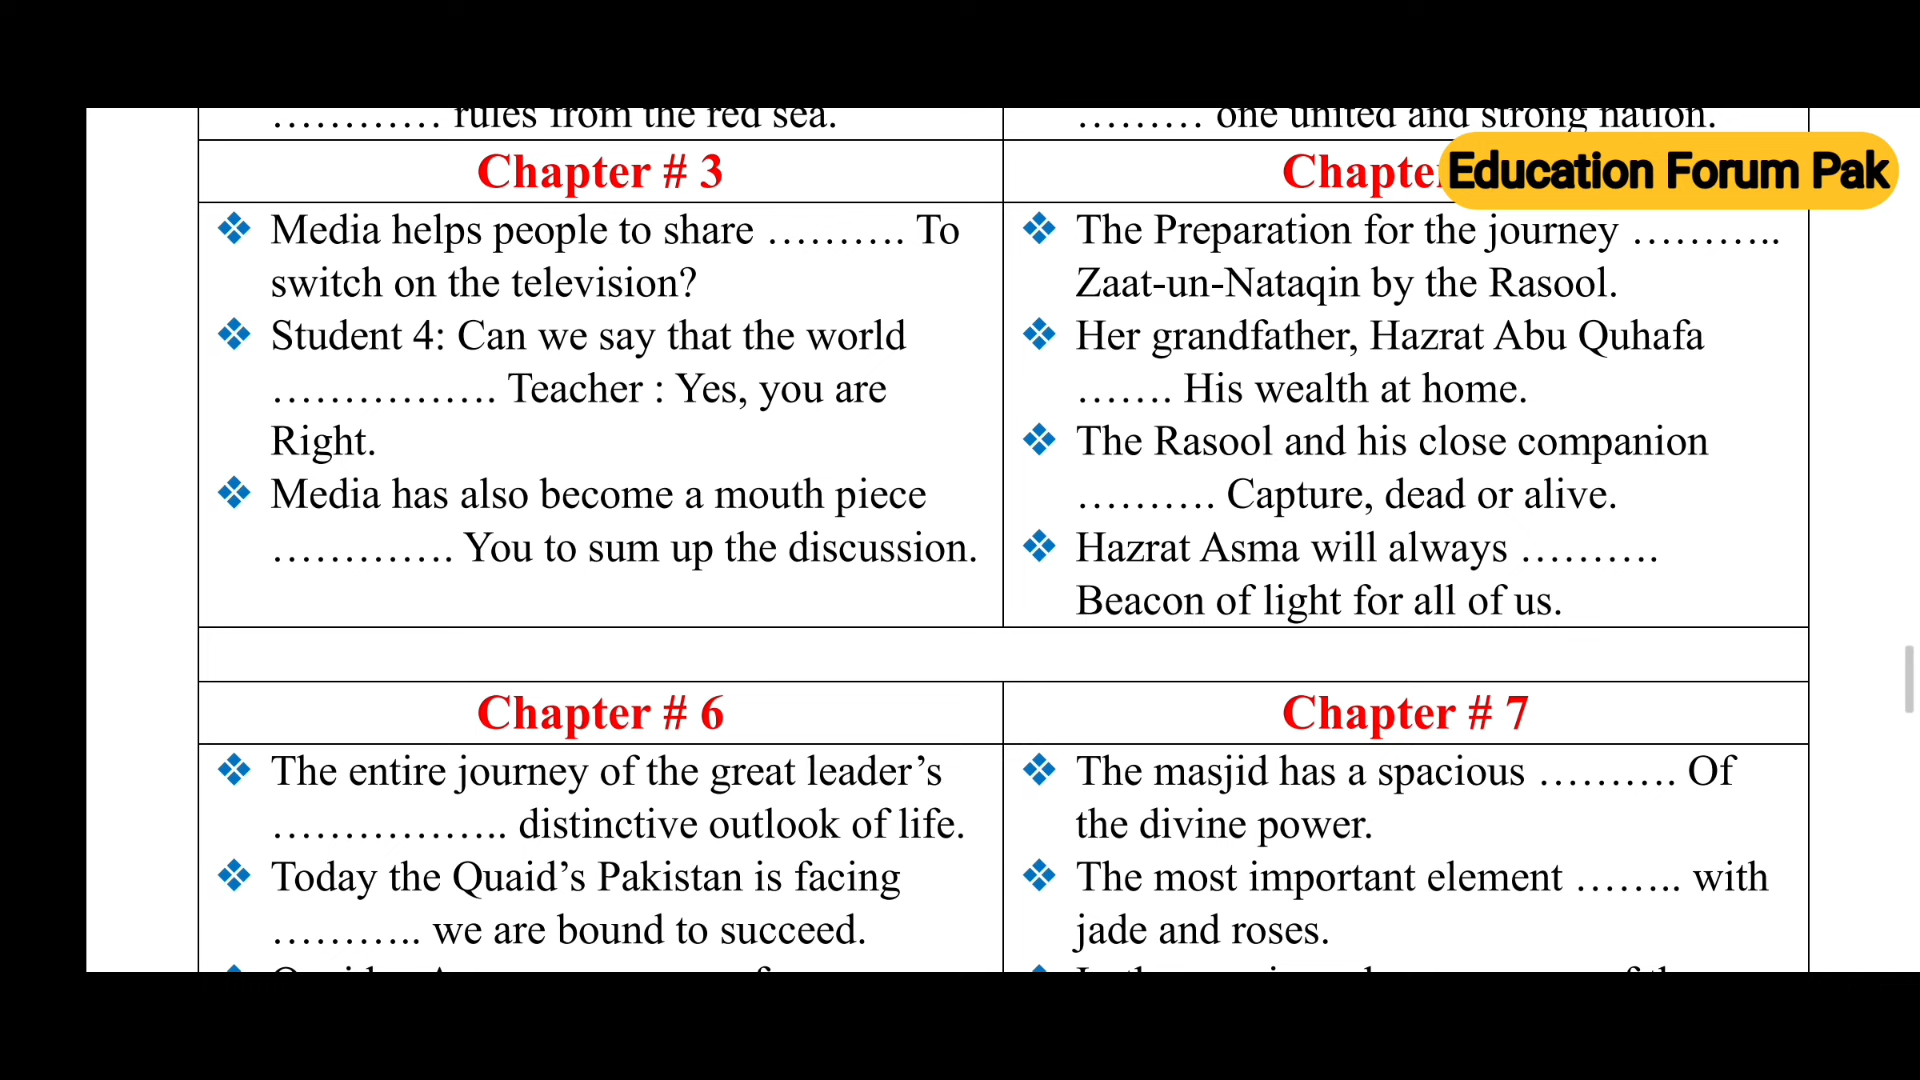 ………… rules from the red sea.
……… one united and strong nation.
Chapter # 3
Chapte
Education Forum Pak
❖ Media helps people to share ………. To
switch on the television?
❖ Student 4: Can we say that the world
……………. Teacher : Yes, you are
Right.
❖ Media has also become a mouth piece
…………. You to sum up the discussion.
❖ The Preparation for the journey ………..
Zaat-un-Nataqin by the Rasool.
❖ Her grandfather, Hazrat Abu Quhafa
……. His wealth at home.
❖ The Rasool and his close companion
………. Capture, dead or alive.
❖ Hazrat Asma will always ……….
Beacon of light for all of us.
Chapter # 6
Chapter # 7
❖ The entire journey of the great leader’s
…………….. distinctive outlook of life.
❖ Today the Quaid’s Pakistan is facing
……….. we are bound to succeed.
❖ The masjid has a spacious ………. Of
the divine power.
❖ The most important element …….. with
jade and roses.